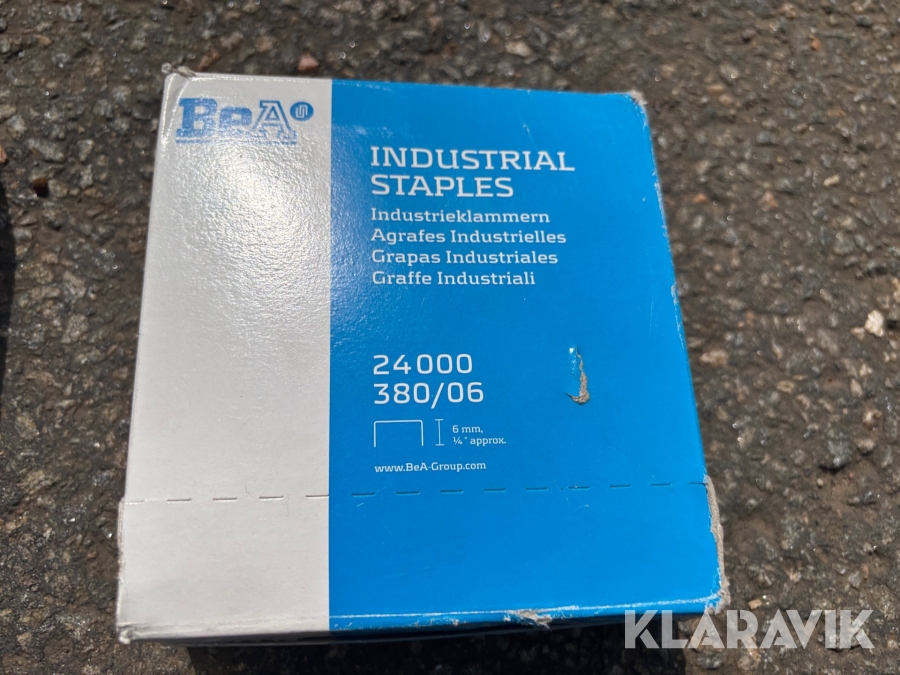 BeA
INDUSTRIAL
STAPLES
Industrieklammern
Agrafes Industrielles
Grapas Industriales
Graffe Industriali
24000
380/06
6 mm,
¼" approx.
www.BeA-Group.com
KLARAVIK